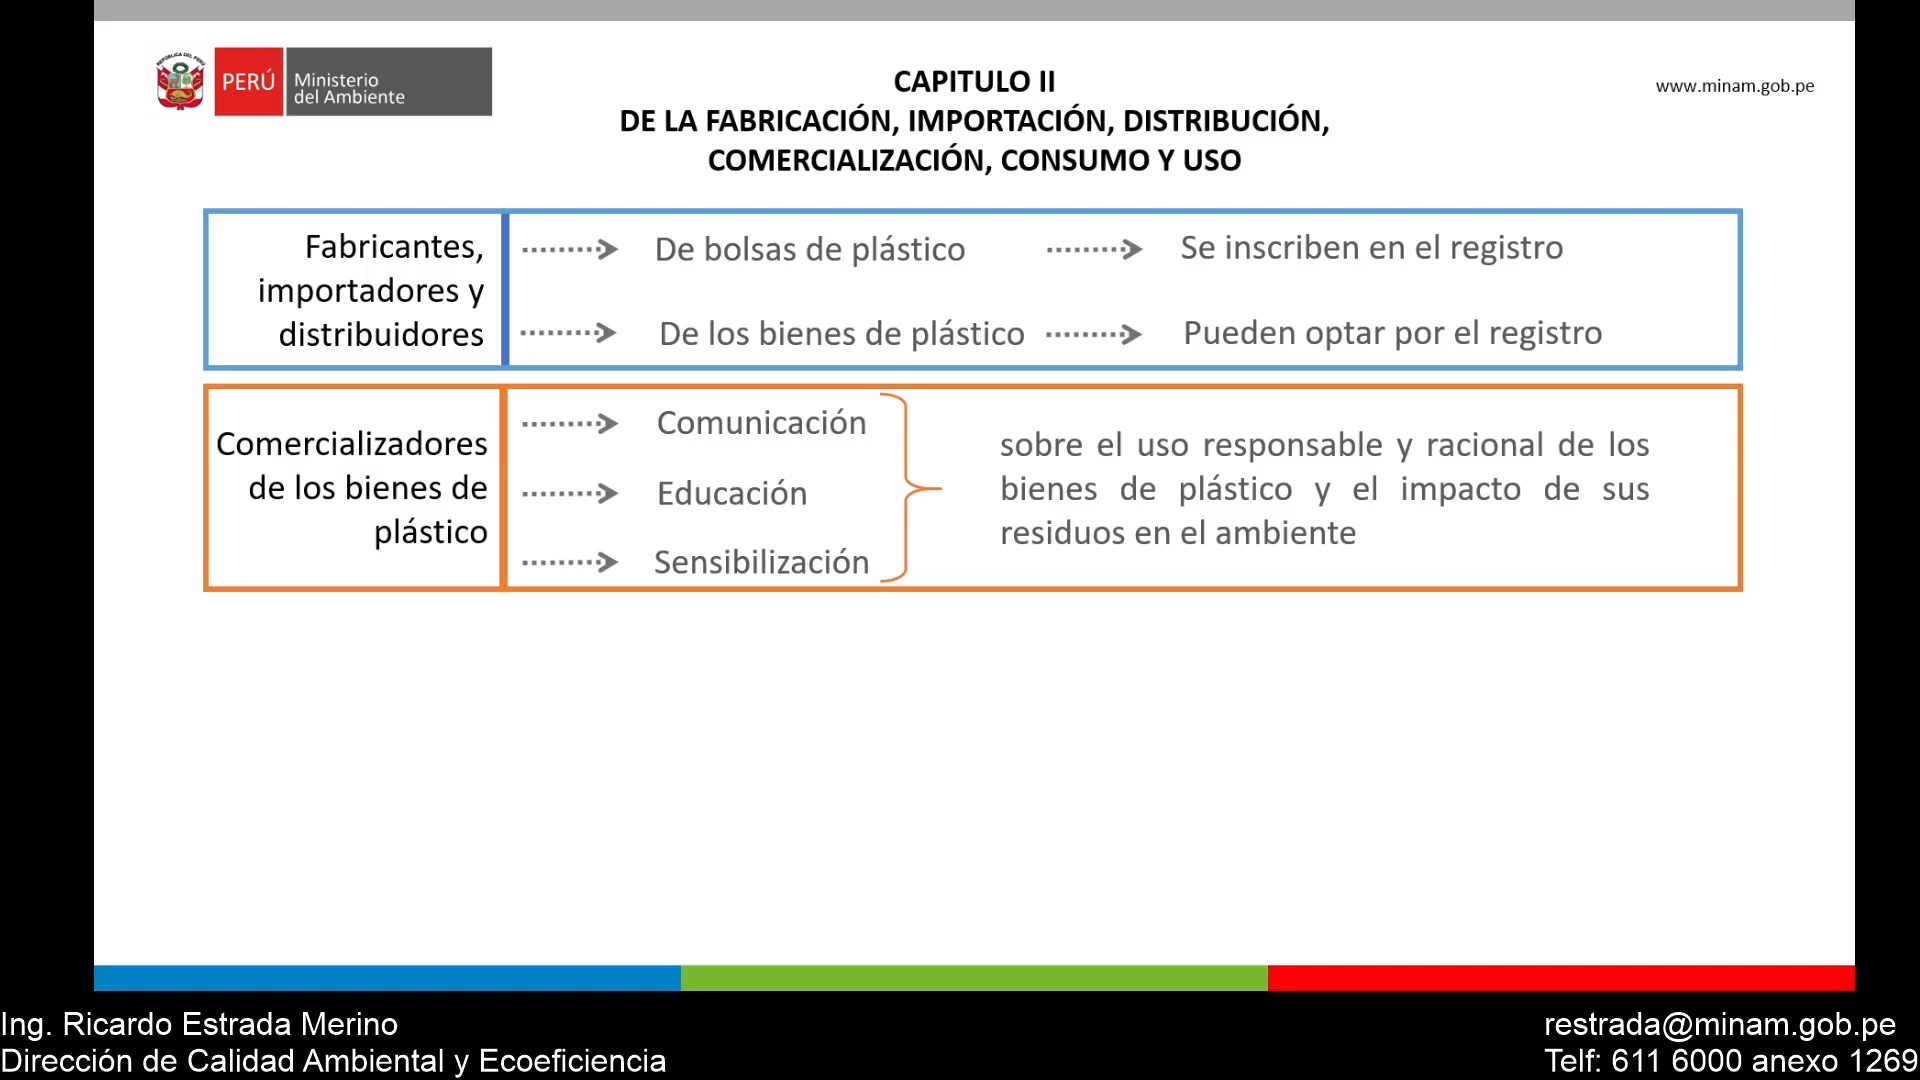 REPÚBLICA DEL PERÚ
PERÚ
Ministerio
del Ambiente
CAPITULO II
DE LA FABRICACIÓN, IMPORTACIÓN, DISTRIBUCIÓN,
COMERCIALIZACIÓN, CONSUMO Y USO
www.minam.gob.pe
Fabricantes,
importadores y
distribuidores
De bolsas de plástico
Se inscriben en el registro
De los bienes de plástico
Pueden optar por el registro
Comercializadores
de los bienes de
plástico
Comunicación
Educación
Sensibilización
sobre el uso responsable y racional de los
bienes de plástico y el impacto de sus
residuos en el ambiente
Ing. Ricardo Estrada Merino
Dirección de Calidad Ambiental y Ecoeficiencia
restrada@minam.gob.pe
Telf: 611 6000 anexo 1269